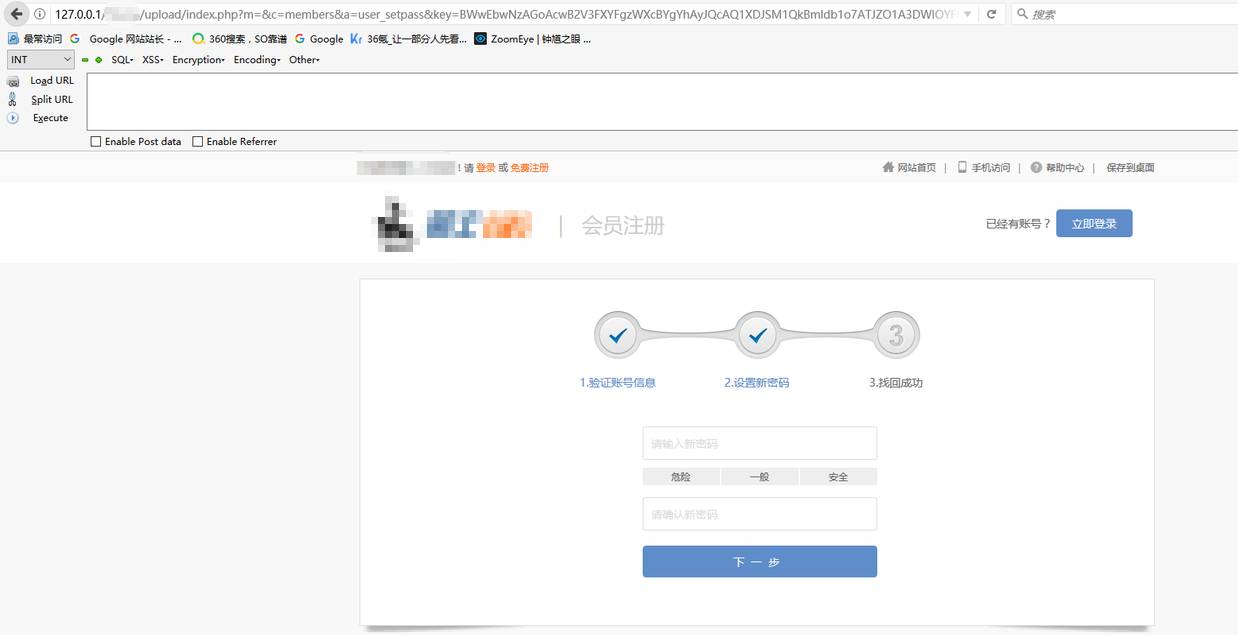 127.0.0.1/ /upload/index.php?m=&c=members&a=user_setpass&key= 搜索
最常访问 Google 网站站长 - ... 360搜索，SO靠谱 Google 36氪_让一部分人先看... ZoomEye | 钟馗之眼 ...
INT SQL XSS Encryption Encoding Other
Load URL
Split URL
Execute
Enable Post data Enable Referrer
! 请 登录 或 免费注册 网站首页 | 手机访问 | 帮助中心 | 保存到桌面
| 会员注册 已经有账号？ 立即登录
3
1.验证账号信息 2.设置新密码 3.找回成功
请输入新密码
危险 一般 安全
请确认新密码
下一步